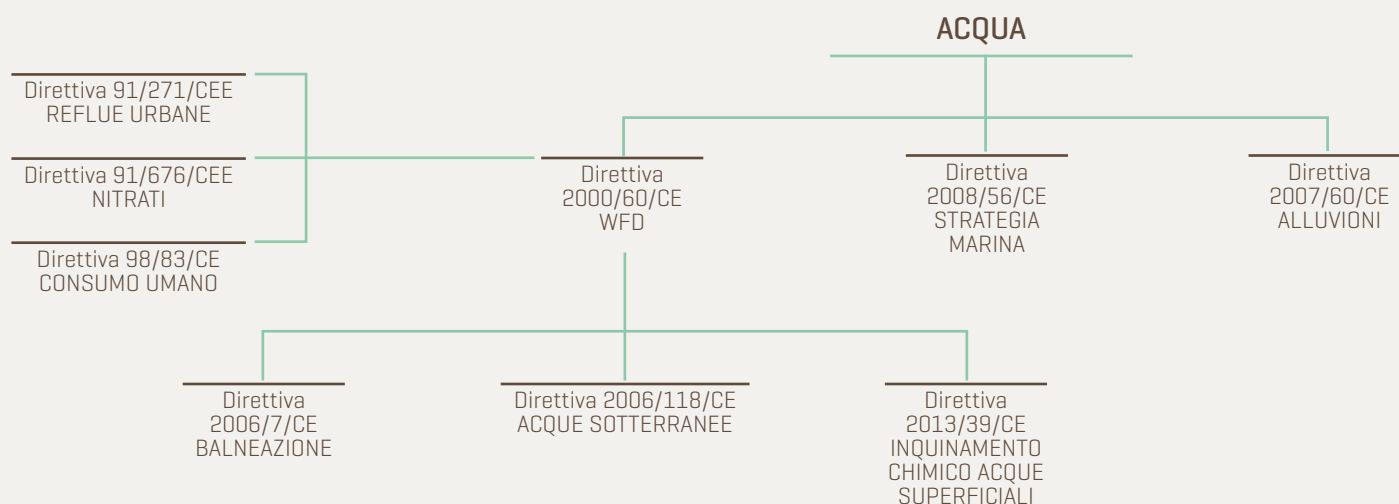 ACQUA
Direttiva 91/271/CEE
REFLUE URBANE
Direttiva 91/676/CEE
NITRATI
Direttiva 98/83/CE
CONSUMO UMANO
Direttiva
2000/60/CE
WFD
Direttiva
2008/56/CE
STRATEGIA
MARINA
Direttiva
2007/60/CE
ALLUVIONI
Direttiva
2006/7/CE
BALNEAZIONE
Direttiva 2006/118/CE
ACQUE SOTTERRANEE
Direttiva
2013/39/CE
INQUINAMENTO
CHIMICO ACQUE
SUPERFICIALI